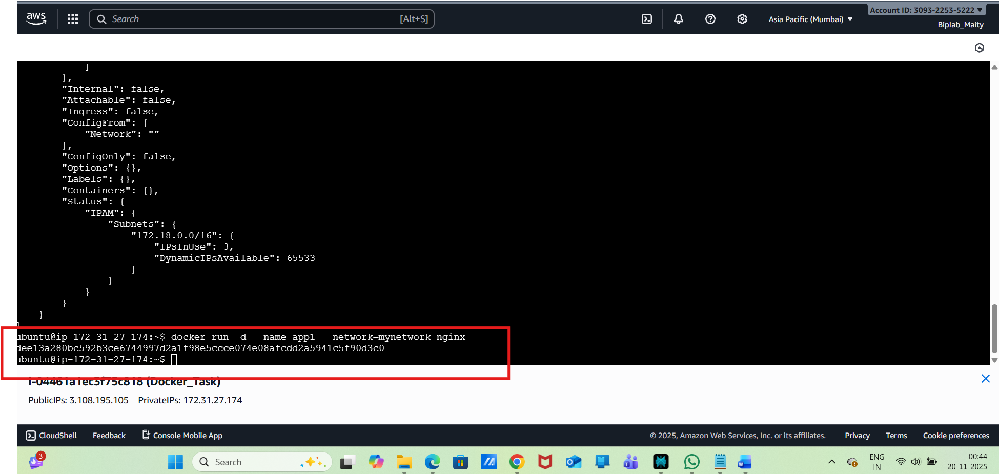 aws
Search
[Alt+S]
Asia Pacific (Mumbai) ▼
Account ID: 3093-2253-5222 ▼
Biplab_Maity
]
},
"Internal": false,
"Attachable": false,
"Ingress": false,
"ConfigFrom": {
"Network": ""
},
"ConfigOnly": false,
"Options": {},
"Labels": {},
"Containers": {},
"Status": {
"IPAM": {
"Subnets": {
"172.18.0.0/16": {
"IPsInUse": 3,
"DynamicIPsAvailable": 65533
}
}
}
}
}
]
ubuntu@ip-172-31-27-174:~$ docker run -d --name app1 --network=mynetwork nginx
dee13a280bc592b3ce6744997d2a1f98e5ccce074e08afcdd2a5941c5f90d3c0
ubuntu@ip-172-31-27-174:~$
i-04461a1ec3f75c818 (Docker_Task)
PublicIPs: 3.108.195.105 PrivateIPs: 172.31.27.174
CloudShell Feedback Console Mobile App © 2025, Amazon Web Services, Inc. or its affiliates. Privacy Terms Cookie preferences
3
Search
ENG
IN
00:44
20-11-2025